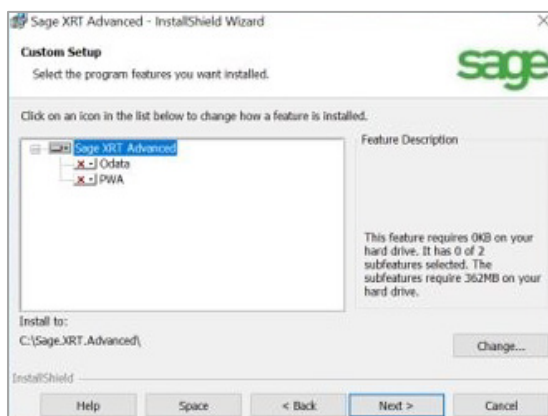 Sage XRT Advanced - InstallShield Wizard
Custom Setup
Select the program features you want installed.
sage
Click on an icon in the list below to change how a feature is installed.
Sage XRT Advanced
Odata
PWA
Feature Description
This feature requires 0KB on your
hard drive. It has 0 of 2
subfeatures selected. The
subfeatures require 362MB on your
hard drive.
Install to:
C:\Sage.XRT.Advanced\
Change...
InstallShield
Help
Space
< Back
Next >
Cancel